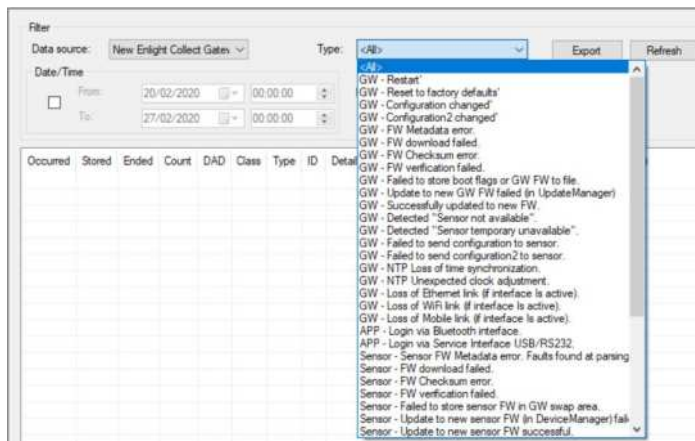 Filter
Data source: New Enlight Collect Gatev Type: <All> Export Refresh
Date/Time
From: 20/02/2020 00:00:00
To: 27/02/2020 00:00:00
Occurred Stored Ended Count DAD Class Type ID Detail
<All>
GW - Restart'
GW - Reset to factory defaults'
GW - Configuration changed'
GW - Configuration2 changed'
GW - FW Metadata error.
GW - FW download failed.
GW - FW Checksum error.
GW - FW verification failed.
GW - Failed to store boot flags or GW FW to file.
GW - Update to new GW FW failed (in UpdateManager)
GW - Successfully updated to new FW.
GW - Detected "Sensor not available".
GW - Detected "Sensor temporary unavailable".
GW - Failed to send configuration to sensor.
GW - Failed to send configuration2 to sensor.
GW - NTP Loss of time synchronization.
GW - NTP Unexpected clock adjustment.
GW - Loss of Ethernet link (if interface Is active).
GW - Loss of WiFi link (if interface Is active).
GW - Loss of Mobile link (if interface Is active).
APP - Login via Bluetooth interface.
APP - Login via Service Interface USB/RS232.
Sensor - Sensor FW Metadata error. Faults found at parsing
Sensor - FW download failed.
Sensor - FW Checksum error.
Sensor - FW verification failed.
Sensor - Failed to store sensor FW in GW swap area.
Sensor - Update to new sensor FW (in DeviceManager) fail
Sensor - Update to new sensor FW successful.